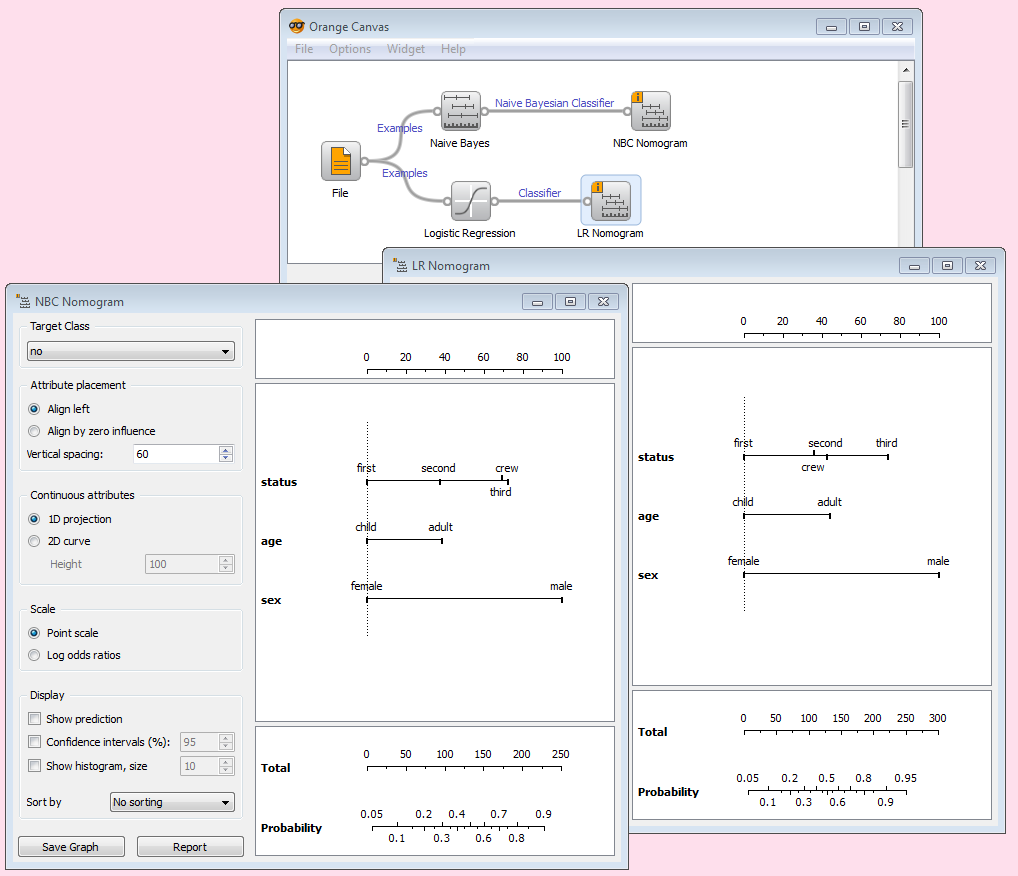 Orange Canvas
File Options Widget Help
Naive Bayesian Classifier
Examples
Naive Bayes
NBC Nomogram
File
Examples
Classifier
Logistic Regression
LR Nomogram
LR Nomogram
0 20 40 60 80 100
first second third
status
crew
child adult
age
female male
sex
0 50 100 150 200 250 300
Total
0.05 0.2 0.5 0.8 0.95
Probability
0.1 0.3 0.6 0.9
NBC Nomogram
Target Class
no
Attribute placement
Align left
Align by zero influence
Vertical spacing: 60
Continuous attributes
1D projection
2D curve
Height 100
Scale
Point scale
Log odds ratios
Display
Show prediction
Confidence intervals (%): 95
Show histogram, size 10
Sort by No sorting
Save Graph Report
0 20 40 60 80 100
first second crew
status
third
child adult
age
female male
sex
0 50 100 150 200 250
Total
0.05 0.2 0.4 0.7 0.9
Probability
0.1 0.3 0.6 0.8